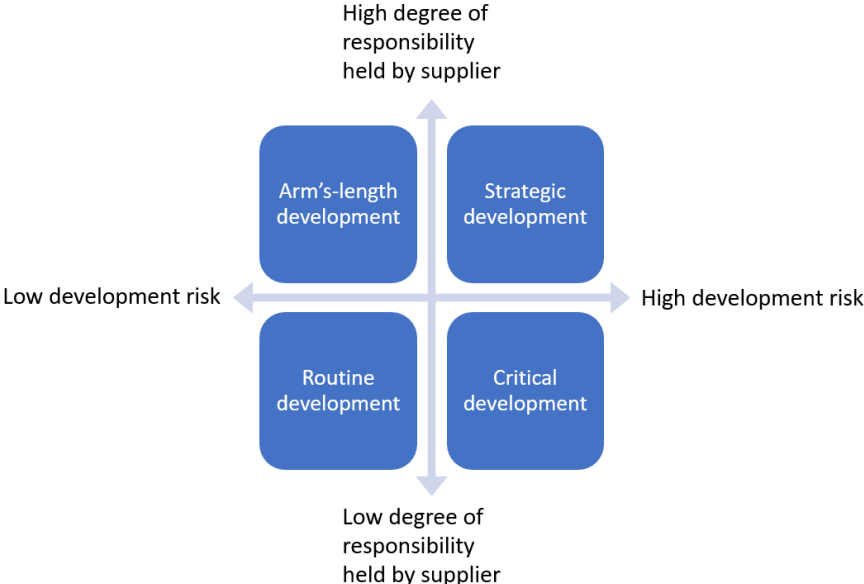 High degree of
responsibility
held by supplier
Arm’s-length
development
Strategic
development
Low development risk
High development risk
Routine
development
Critical
development
Low degree of
responsibility
held by supplier